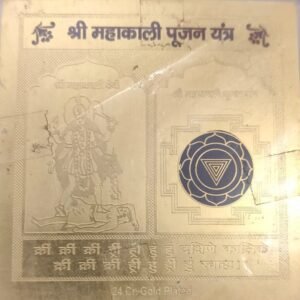 श्री महाकाली पूजन यंत्र
क्रीं क्रीं क्रीं ह्रीं ह्रीं हुं हुं दक्षिणे कालिके
क्रीं क्रीं क्रीं ह्रीं ह्रीं हुं हुं स्वाहा
24 Ct Gold Plated